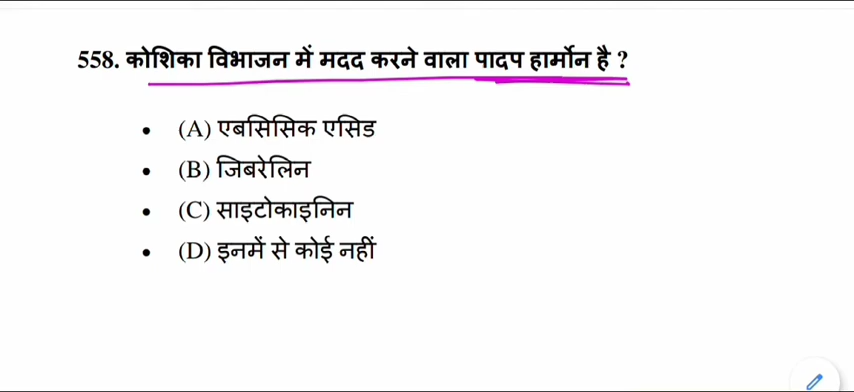 558. कोशिका विभाजन में मदद करने वाला पादप हार्मोन है ?
• (A) एबसिसिक एसिड
• (B) जिबरेलिन
• (C) साइटोकाइनिन
• (D) इनमें से कोई नहीं